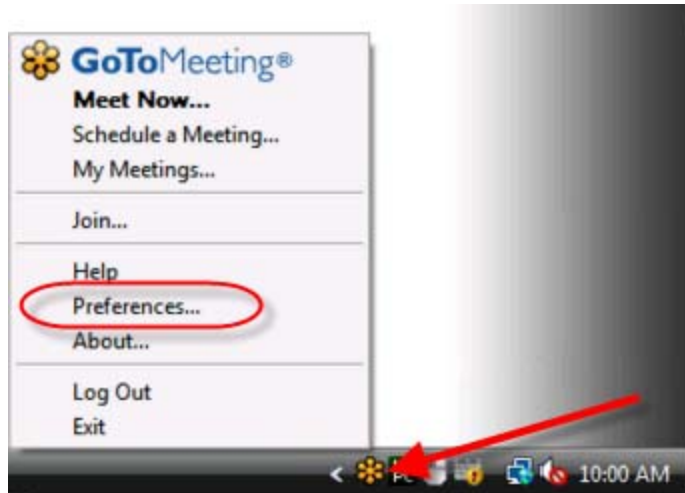 GoToMeeting®
Meet Now...
Schedule a Meeting...
My Meetings...
Join...
Help
Preferences...
About...
Log Out
Exit
< 10:00 AM